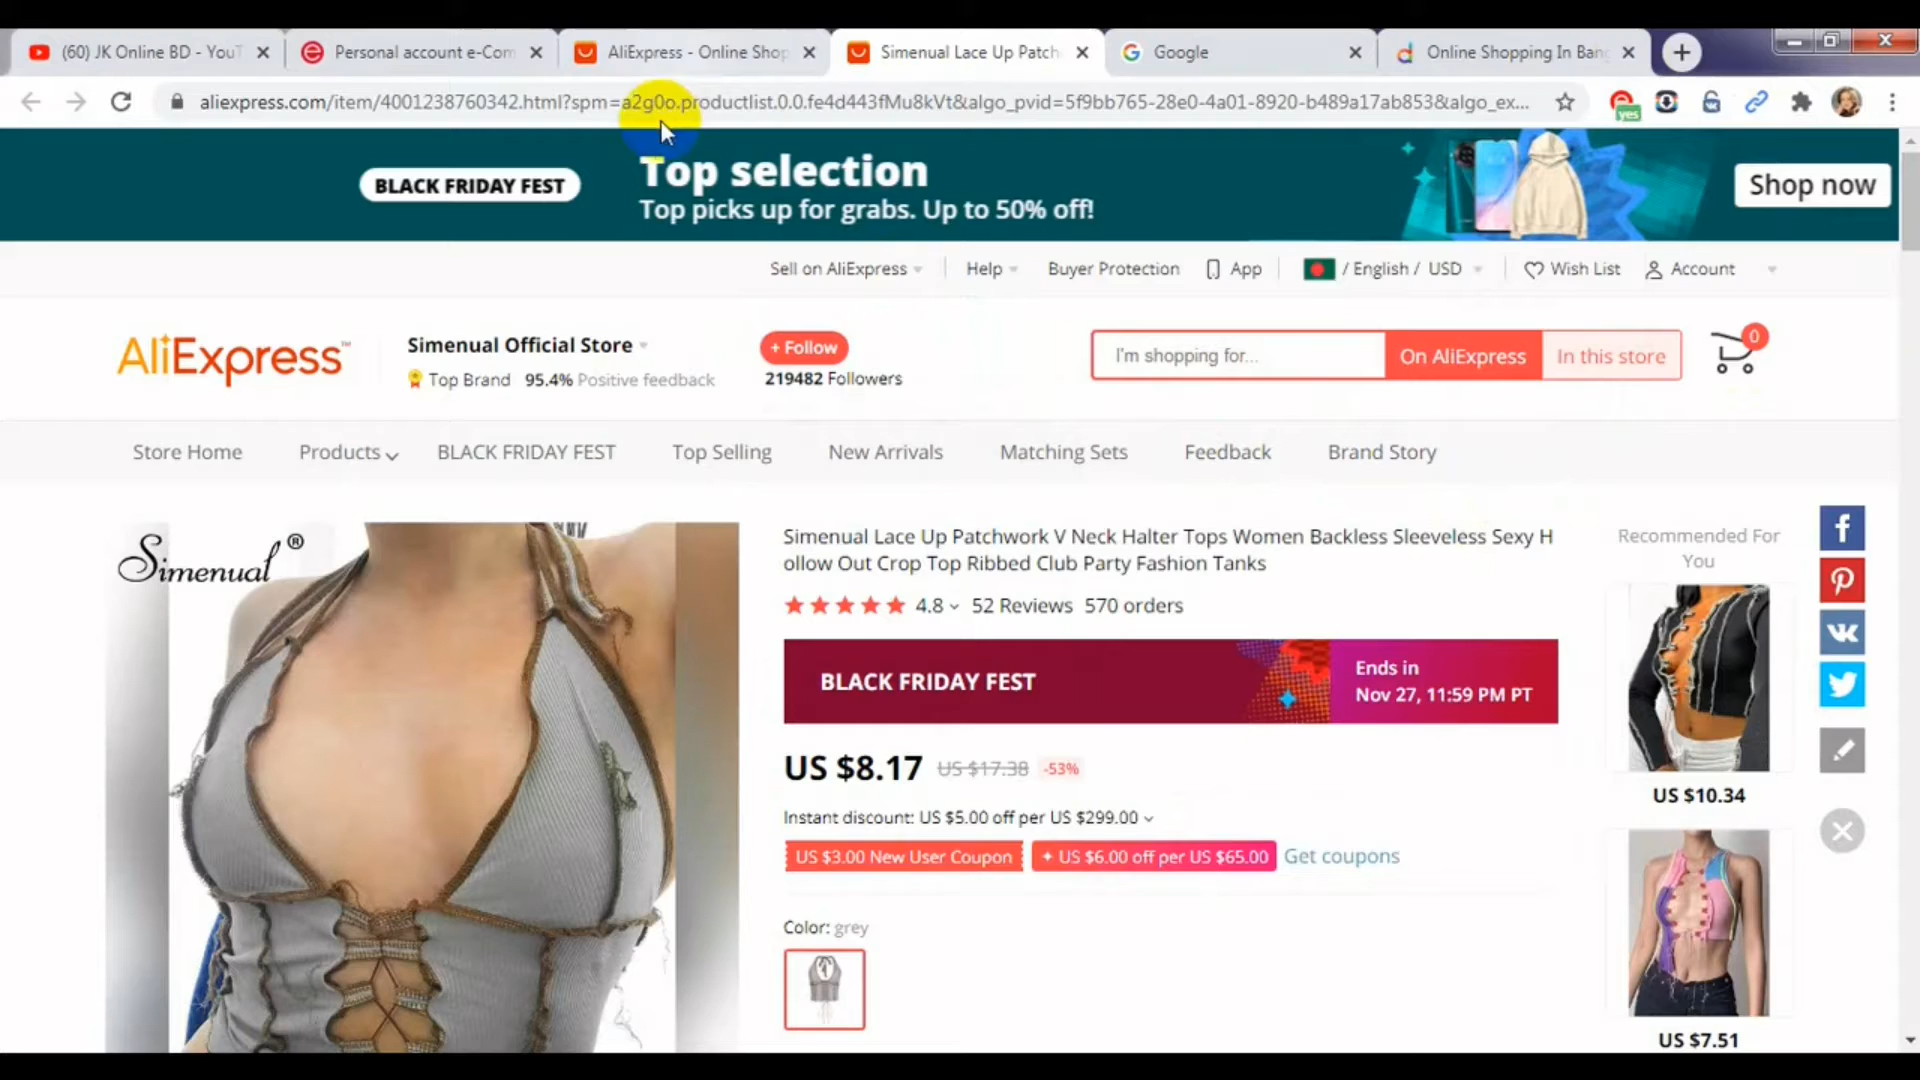 (60) JK Online BD - YouT
Personal account e-Com
AliExpress - Online Shop
Simenual Lace Up Patch
Google
Online Shopping In Ban
aliexpress.com/item/4001238760342.html?spm=a2g0o.productlist.0.0.fe4d443fMu8kVt&algo_pvid=5f9bb765-28e0-4a01-8920-b489a17ab853&algo_ex...
yes
BLACK FRIDAY FEST
Top selection
Top picks up for grabs. Up to 50% off!
Shop now
Sell on AliExpress
Help
Buyer Protection
App
/ English / USD
Wish List
Account
AliExpress™
Simenual Official Store
Top Brand 95.4% Positive feedback
+ Follow
219482 Followers
I'm shopping for...
On AliExpress
In this store
0
Store Home
Products
BLACK FRIDAY FEST
Top Selling
New Arrivals
Matching Sets
Feedback
Brand Story
Simenual®
Simenual Lace Up Patchwork V Neck Halter Tops Women Backless Sleeveless Sexy H
ollow Out Crop Top Ribbed Club Party Fashion Tanks
4.8 52 Reviews 570 orders
BLACK FRIDAY FEST
Ends in
Nov 27, 11:59 PM PT
US $8.17 US $17.38 -53%
Instant discount: US $5.00 off per US $299.00
US $3.00 New User Coupon
US $6.00 off per US $65.00
Get coupons
Color: grey
Recommended For
You
US $10.34
US $7.51